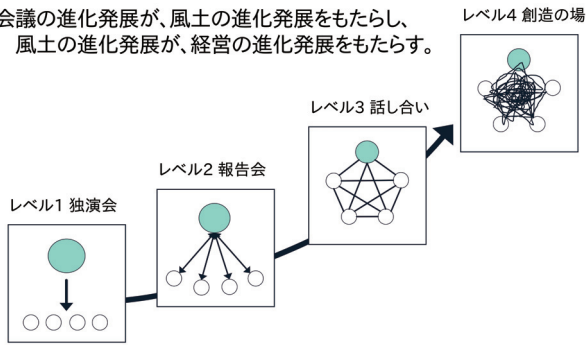 会議の進化発展が、風土の進化発展をもたらし、
風土の進化発展が、経営の進化発展をもたらす。
レベル4 創造の場
レベル3 話し合い
レベル2 報告会
レベル1 独演会